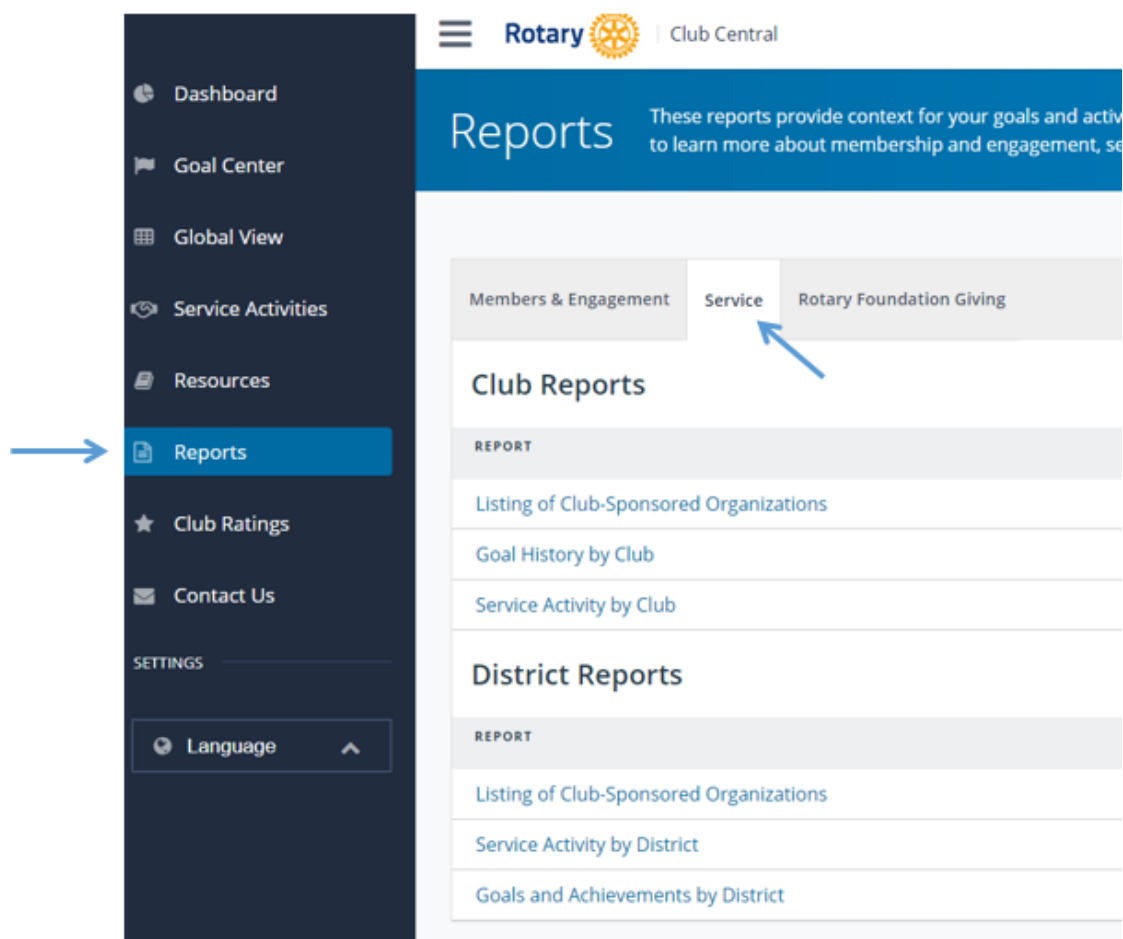 Dashboard
Goal Center
Global View
Service Activities
Resources
Reports
Club Ratings
Contact Us
SETTINGS
Language
Rotary | Club Central
Reports
These reports provide context for your goals and activ
to learn more about membership and engagement, se
Members & Engagement Service Rotary Foundation Giving
Club Reports
REPORT
Listing of Club-Sponsored Organizations
Goal History by Club
Service Activity by Club
District Reports
REPORT
Listing of Club-Sponsored Organizations
Service Activity by District
Goals and Achievements by District